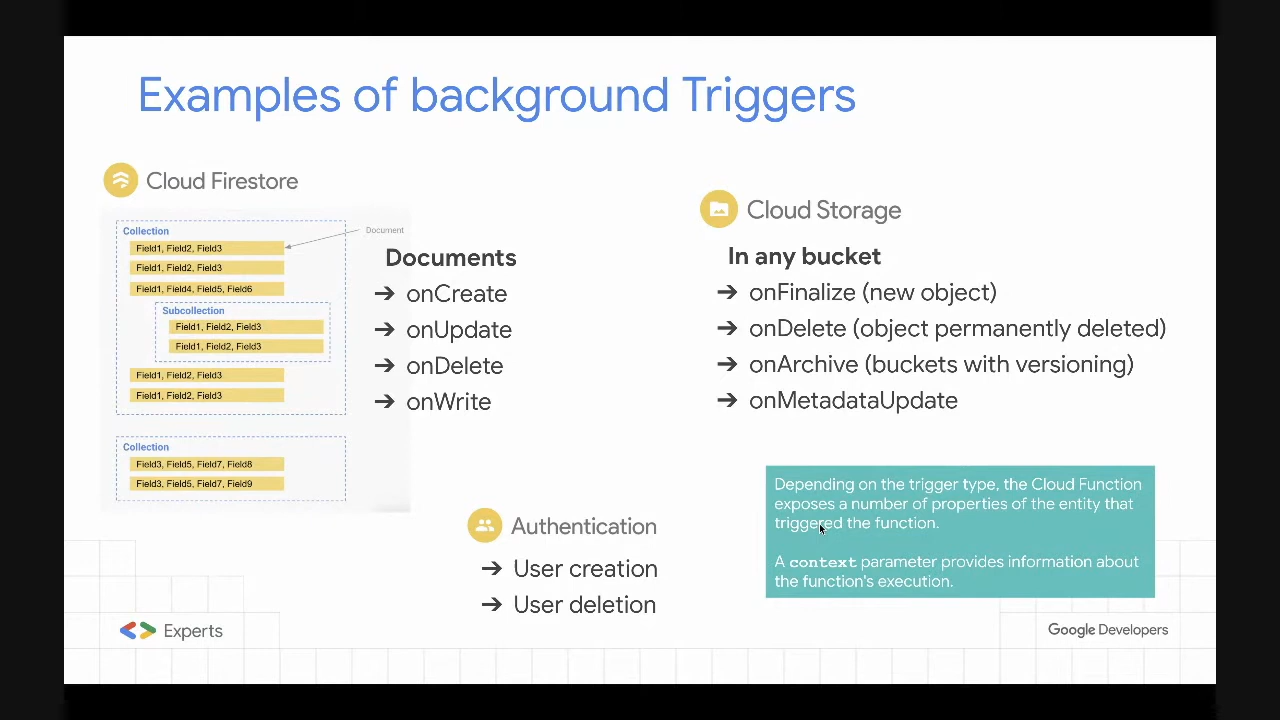 Examples of background Triggers
Cloud Firestore
Collection
Document
Field1, Field2, Field3
Field1, Field2, Field3
Field1, Field4, Field5, Field6
Subcollection
Field1, Field2, Field3
Field1, Field2, Field3
Field1, Field2, Field3
Field1, Field2, Field3
Collection
Field3, Field5, Field7, Field8
Field3, Field5, Field7, Field9
Documents
➔ onCreate
➔ onUpdate
➔ onDelete
➔ onWrite
Cloud Storage
In any bucket
➔ onFinalize (new object)
➔ onDelete (object permanently deleted)
➔ onArchive (buckets with versioning)
➔ onMetadataUpdate
Authentication
➔ User creation
➔ User deletion
Depending on the trigger type, the Cloud Function
exposes a number of properties of the entity that
triggered the function.
A context parameter provides information about
the function's execution.
Experts
Google Developers